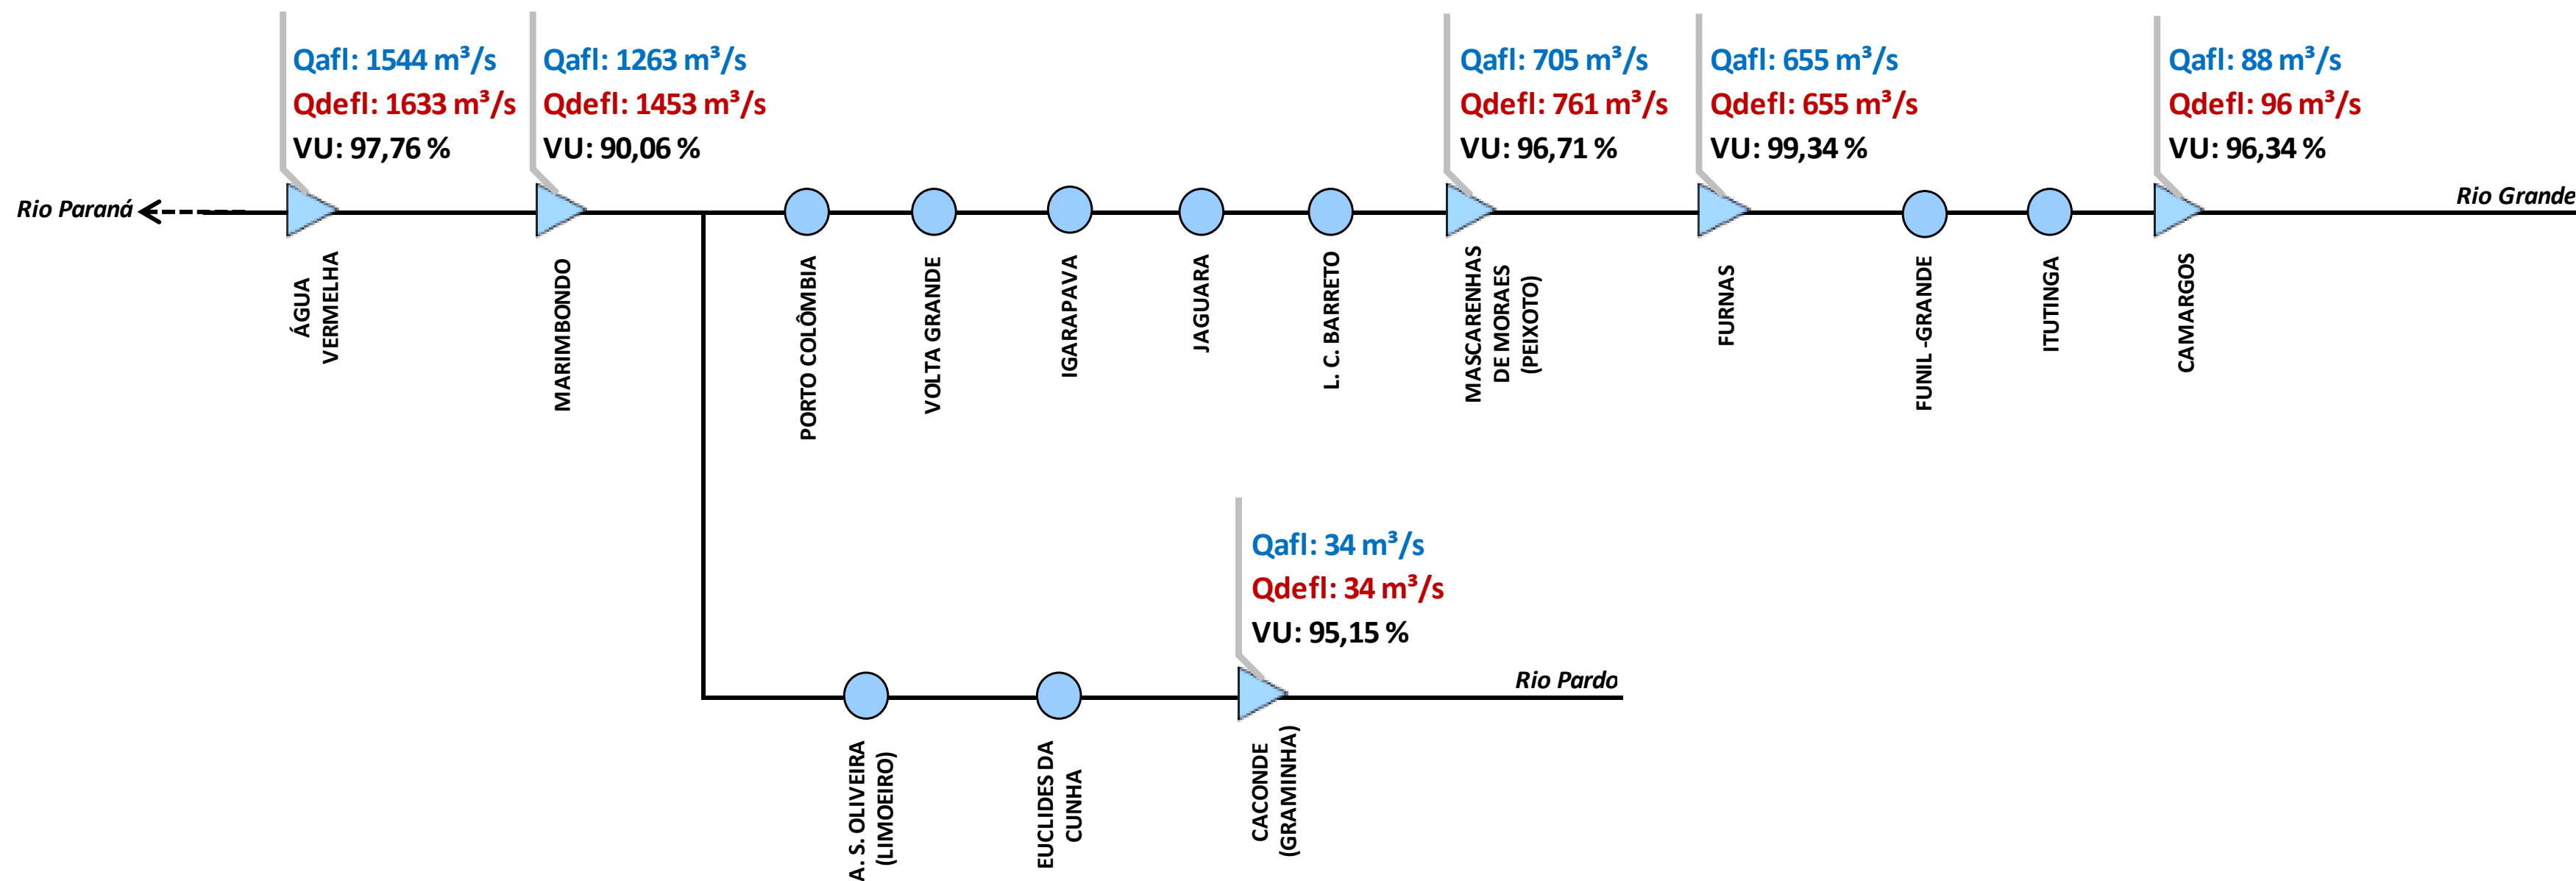 Qafl: 1544 m³/s
Qdefl: 1633 m³/s
VU: 97,76 %
Qafl: 1263 m³/s
Qdefl: 1453 m³/s
VU: 90,06 %
Qafl: 705 m³/s
Qdefl: 761 m³/s
VU: 96,71 %
Qafl: 655 m³/s
Qdefl: 655 m³/s
VU: 99,34 %
Qafl: 88 m³/s
Qdefl: 96 m³/s
VU: 96,34 %
Rio Paraná
Rio Grande
ÁGUA
VERMELHA
MARIMBONDO
PORTO COLÔMBIA
VOLTA GRANDE
IGARAPAVA
JAGUARA
L. C. BARRETO
MASCARENHAS
DE MORAES
(PEIXOTO)
FURNAS
FUNIL -GRANDE
ITUTINGA
CAMARGOS
Qafl: 34 m³/s
Qdefl: 34 m³/s
VU: 95,15 %
Rio Pardo
A. S. OLIVEIRA
(LIMOEIRO)
EUCLIDES DA
CUNHA
CACONDE
(GRAMINHA)